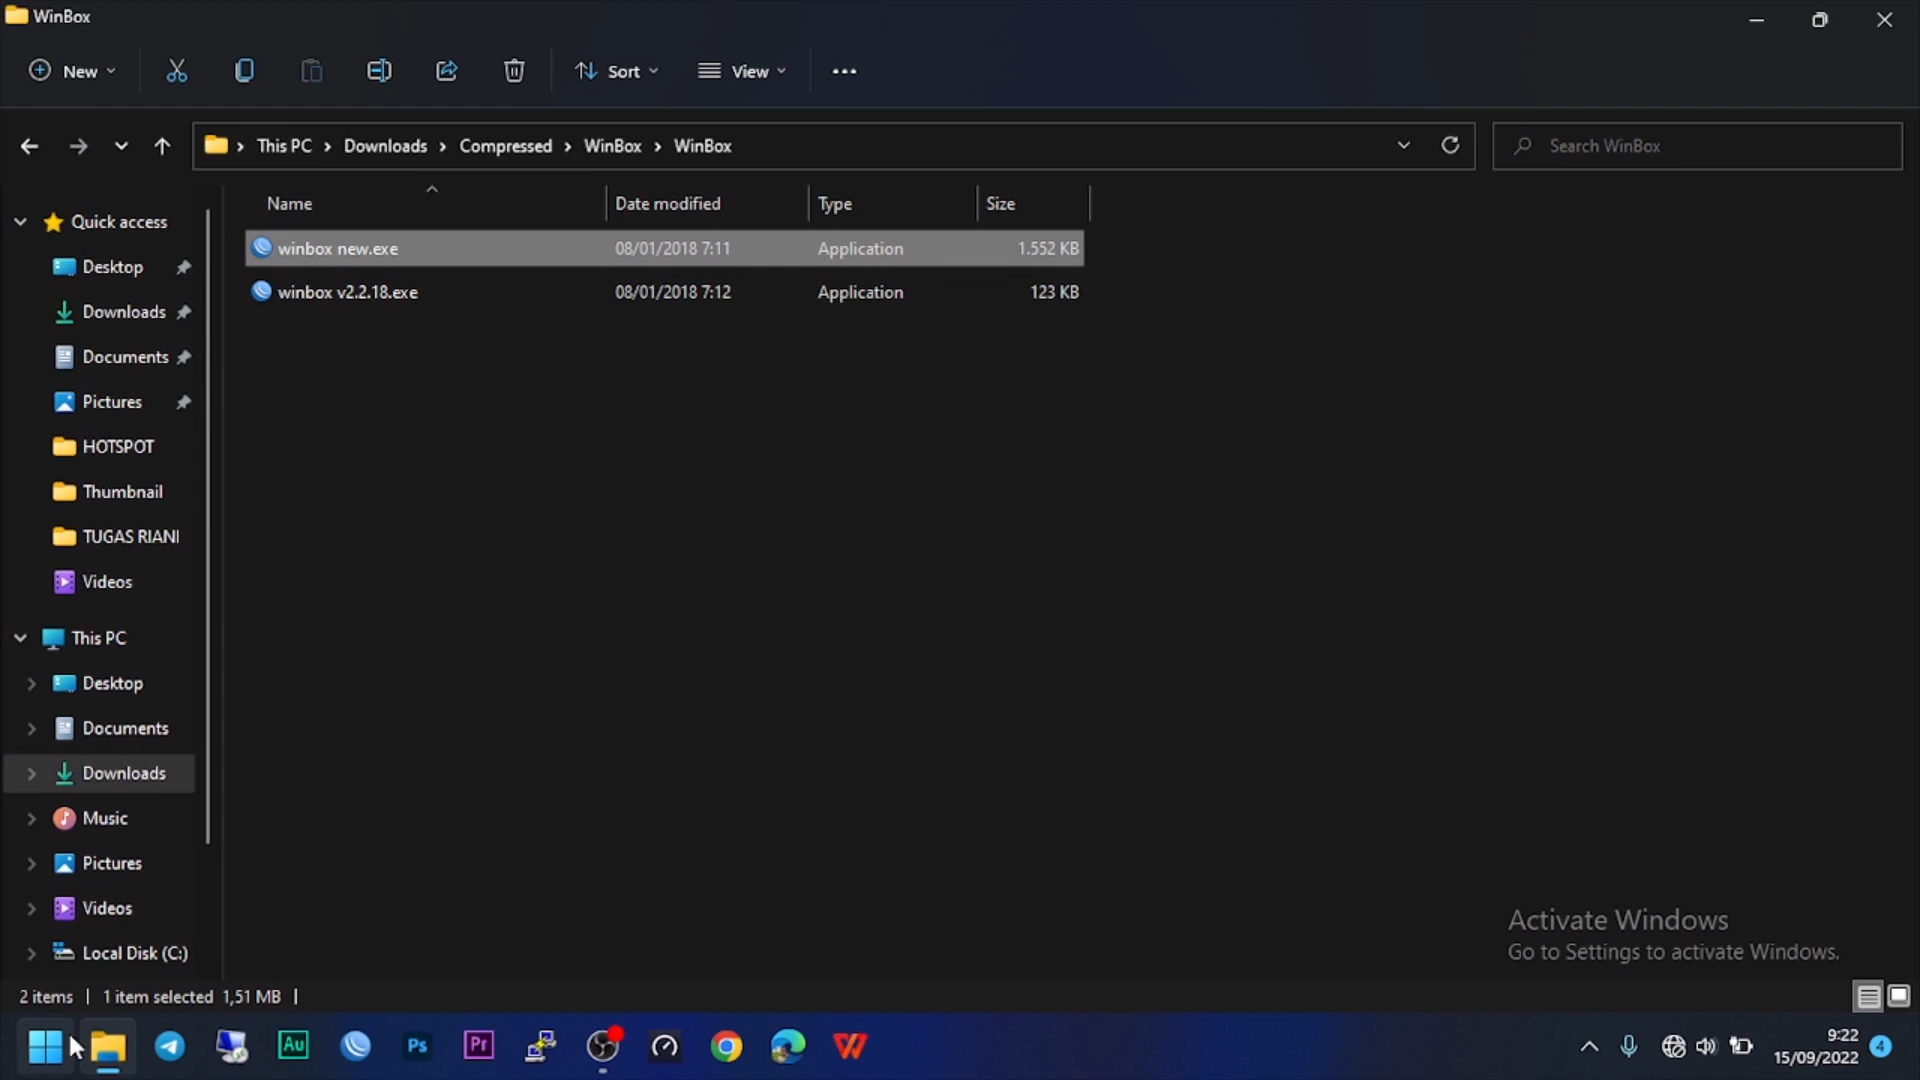 WinBox
New
Sort
View
This PC > Downloads > Compressed > WinBox > WinBox
Search WinBox
Name Date modified Type Size
winbox new.exe 08/01/2018 7:11 Application 1.552 KB
winbox v2.2.18.exe 08/01/2018 7:12 Application 123 KB
Quick access
Desktop
Downloads
Documents
Pictures
HOTSPOT
Thumbnail
TUGAS RIANI
Videos
This PC
Desktop
Documents
Downloads
Music
Pictures
Videos
Local Disk (C:)
Activate Windows
Go to Settings to activate Windows.
2 items | 1 item selected 1,51 MB |
Au
Ps
Pr
9:22
15/09/2022
4